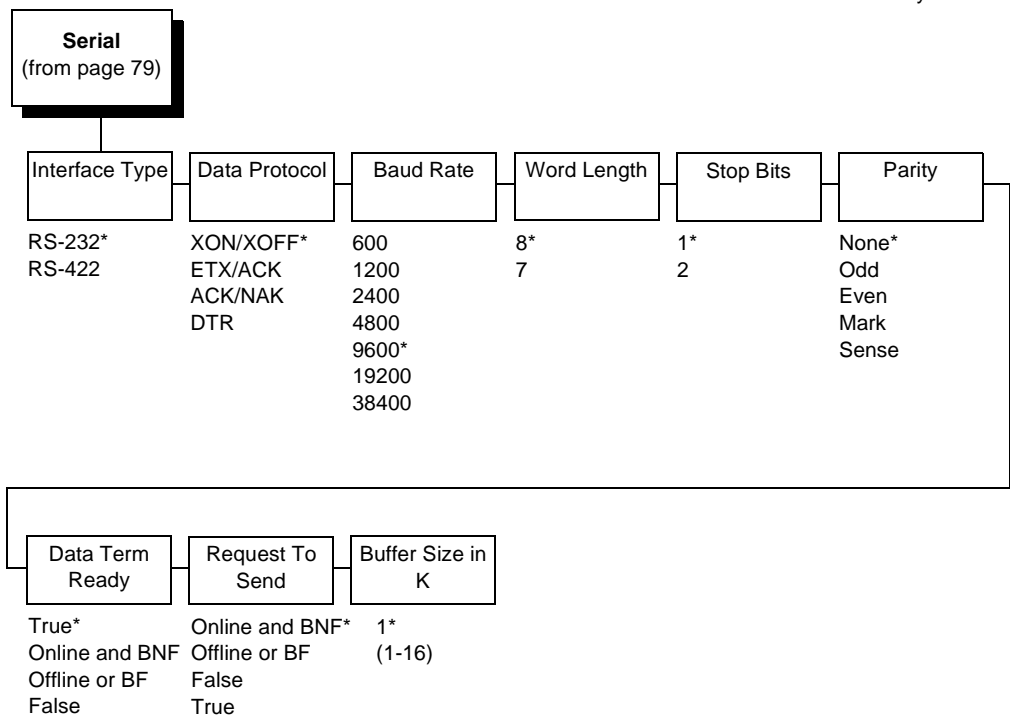 Serial
(from page 79)
Interface Type
Data Protocol
Baud Rate
Word Length
Stop Bits
Parity
RS-232*
RS-422
XON/XOFF*
ETX/ACK
ACK/NAK
DTR
600
1200
2400
4800
9600*
19200
38400
8*
7
1*
2
None*
Odd
Even
Mark
Sense
Data Term
Ready
Request To
Send
Buffer Size in
K
True*
Online and BNF
Offline or BF
False
Online and BNF*
Offline or BF
False
True
1*
(1-16)